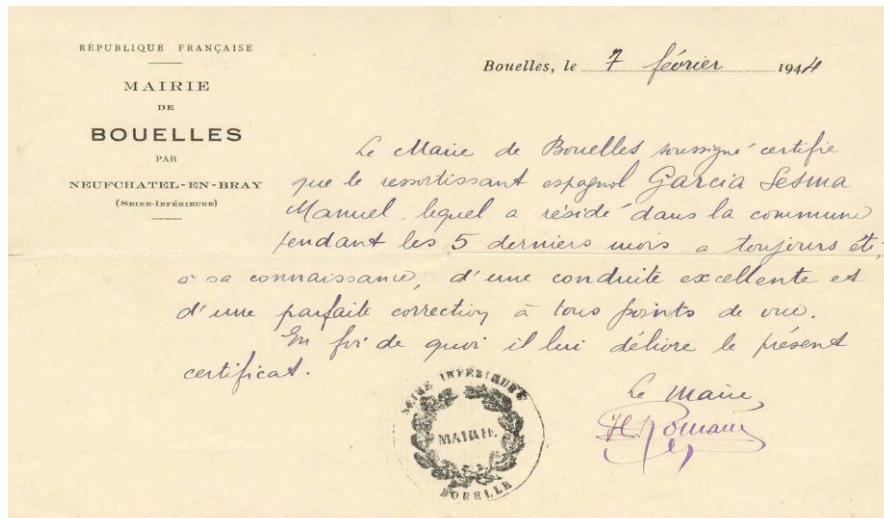 RÉPUBLIQUE FRANÇAISE
MAIRIE
DE
BOUELLES
PAR
NEUFCHATEL-EN-BRAY
(SEINE-INFÉRIEURE)
Bouelles, le 7 février 1944
Le Maire de Bouelles soussigné certifie
que le ressortissant espagnol Garcia Sesma
Manuel, lequel a résidé dans la commune
pendant les 5 derniers mois a toujours été,
à sa connaissance, d'une conduite excellente et
d'une parfaite correction à tous points de vue.
En foi de quoi il lui délivre le présent
certificat.
Le Maire,
Romain
SEINE INFÉRIEURE
MAIRIE
BOUELLE